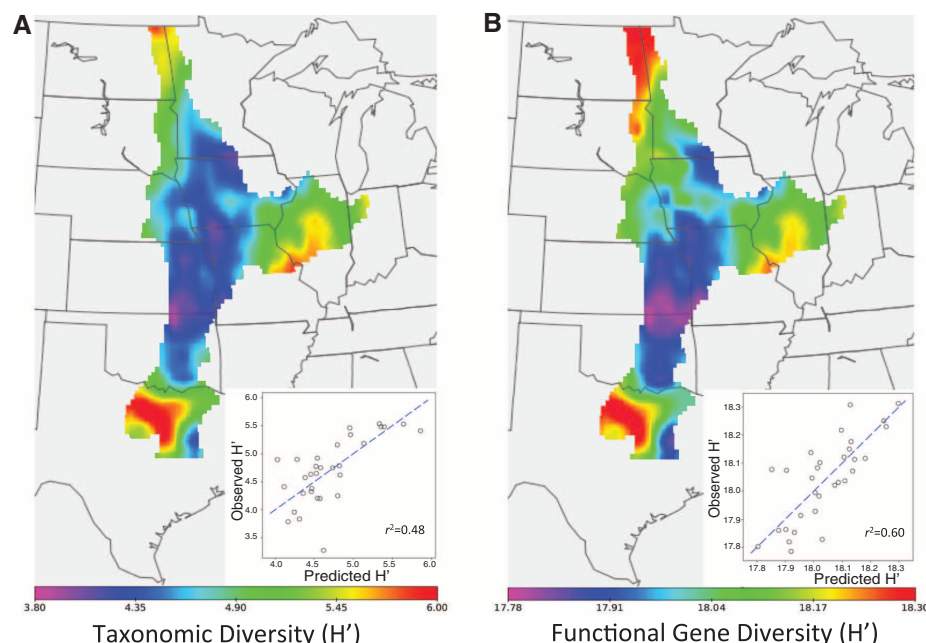 A
B
6.0
5.5
5.0
4.5
4.0
3.5
Observed H'
r²=0.48
4.0 4.5 5.0 5.5 6.0
Predicted H'
18.3
18.2
18.1
18.0
17.9
17.8
Observed H'
r²=0.60
17.8 17.9 18.0 18.1 18.2 18.3
Predicted H'
3.80 4.35 4.90 5.45 6.00
Taxonomic Diversity (H')
17.78 17.91 18.04 18.17 18.30
Functional Gene Diversity (H')